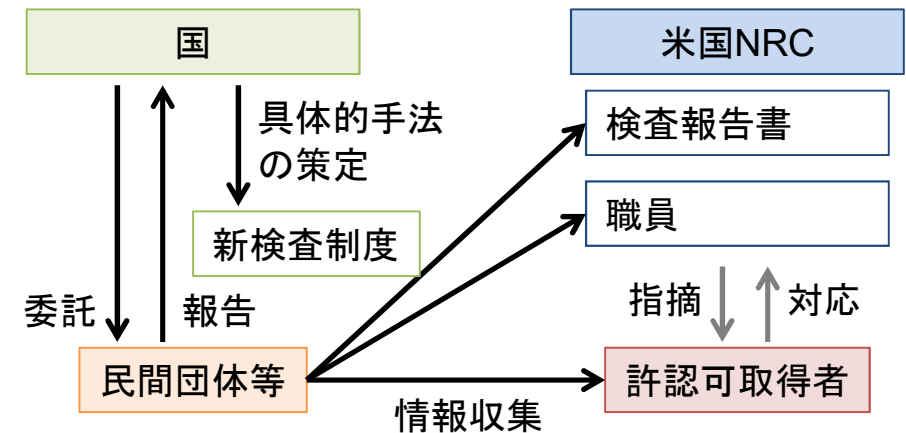 国
米国NRC
具体的手法
の策定
検査報告書
職員
新検査制度
委託
報告
指摘
対応
民間団体等
許認可取得者
情報収集